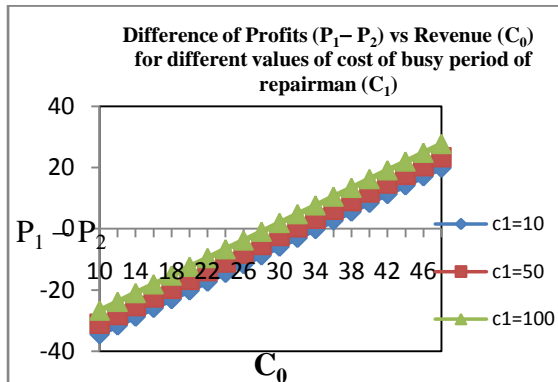 Difference of Profits (P₁– P₂) vs Revenue (C₀)
for different values of cost of busy period of
repairman (C₁)
40
20
0
-20
-40
P₁ – P₂
10 14 18 22 26 30 34 38 42 46
C₀
c1=10
c1=50
c1=100